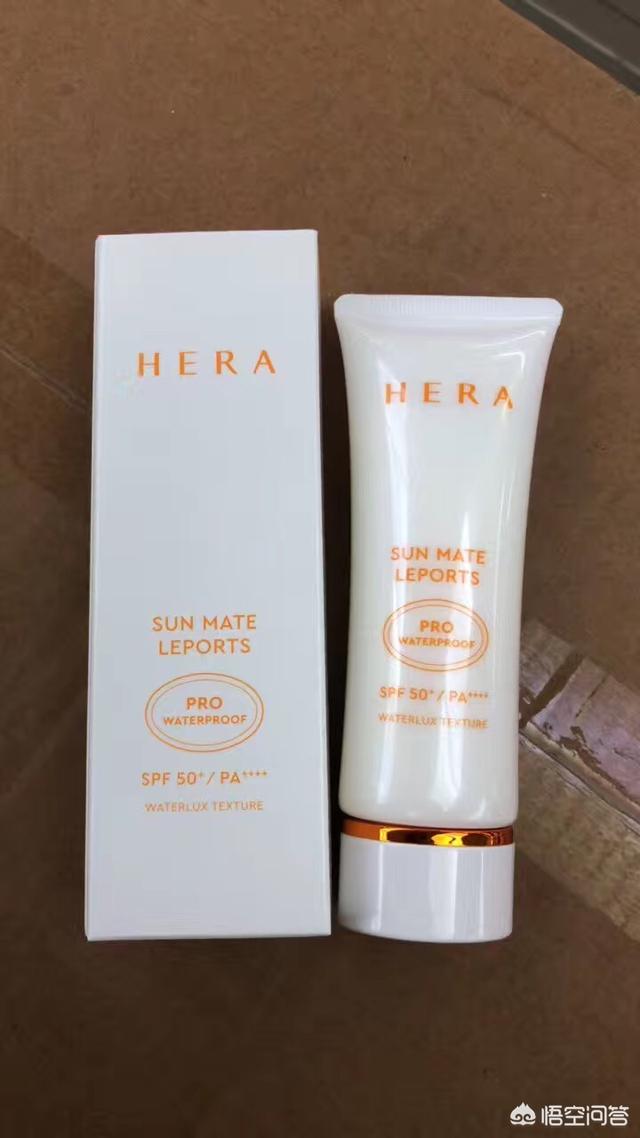 HERA
SUN MATE
LEPORTS
PRO
WATERPROOF
SPF 50+/ PA++++
WATERLUX TEXTURE
HERA
SUN MATE
LEPORTS
PRO
WATERPROOF
SPF 50+/ PA++++
WATERLUX TEXTURE
悟空问答